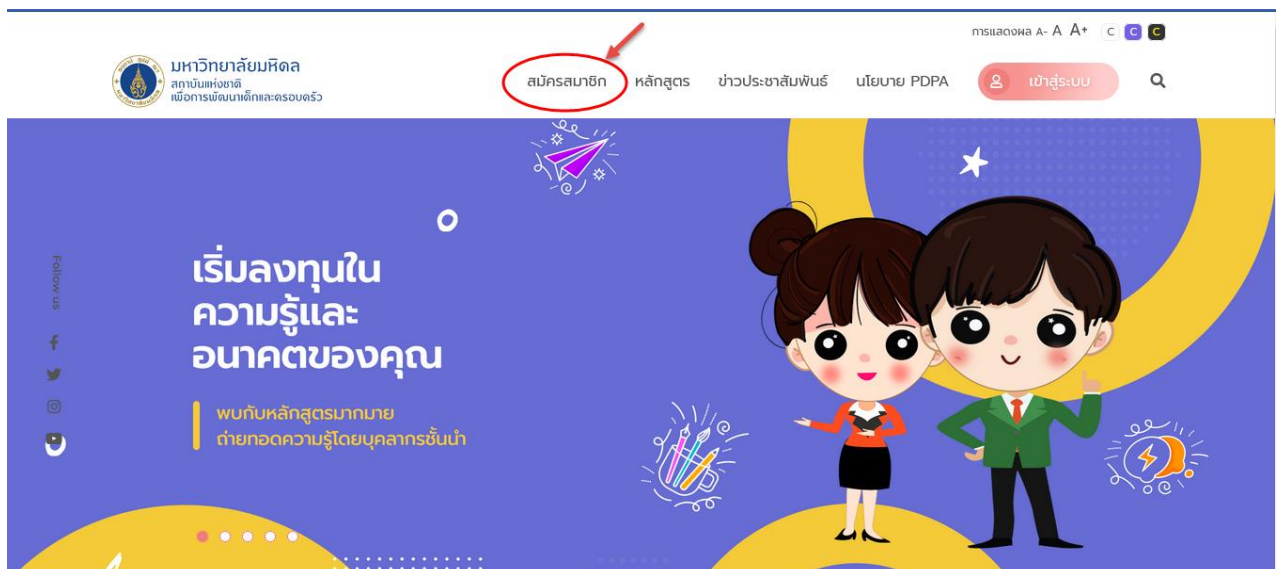 การแสดงผล A- A A+ C C C
มหาวิทยาลัยมหิดล
สถาบันแห่งชาติ
เพื่อการพัฒนาเด็กและครอบครัว
สมัครสมาชิก หลักสูตร ข่าวประชาสัมพันธ์ นโยบาย PDPA เข้าสู่ระบบ
Follow us
เริ่มลงทุนใน
ความรู้และ
อนาคตของคุณ
พบกับหลักสูตรมากมาย
ถ่ายทอดความรู้โดยบุคลากรชั้นนำ